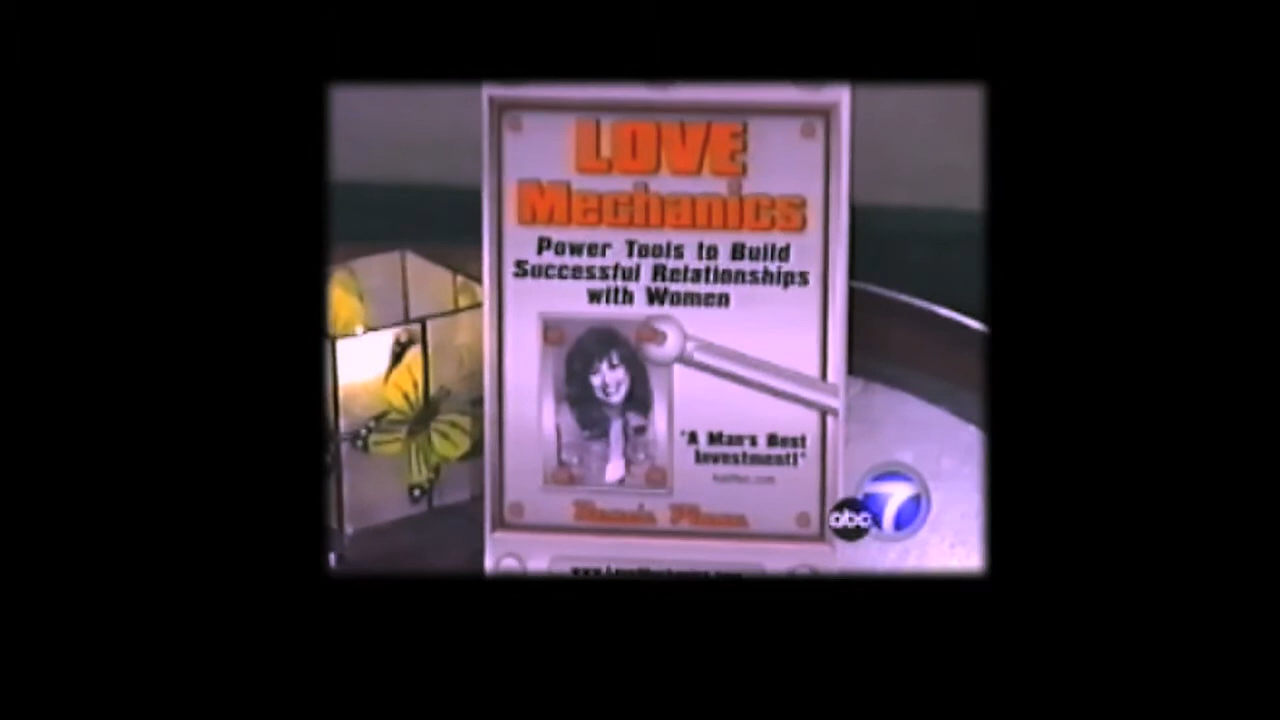 LOVE
Mechanics
Power Tools to Build
Successful Relationships
with Women
"A Man's Best
Investment!"
abc 7